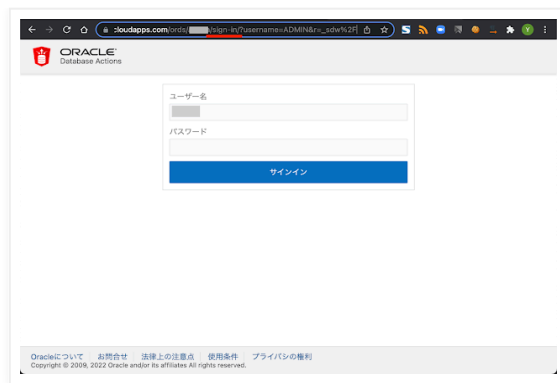 :loudapps.com/ords/ /sign-in/?username=ADMIN&r=_sdw%2F
ORACLE
Database Actions
ユーザー名
パスワード
サインイン
Oracleについて お問合せ 法律上の注意点 使用条件 プライバシの権利
Copyright © 2009, 2022 Oracle and/or its affiliates All rights reserved.